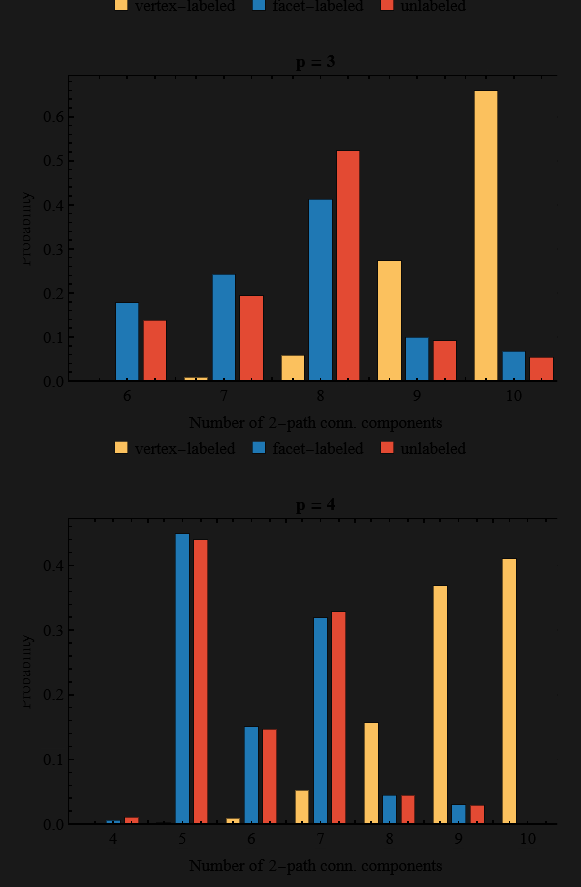 vertex−labeled facet−labeled unlabeled
p = 3
Probability
0.6
0.5
0.4
0.3
0.2
0.1
0.0
6 7 8 9 10
Number of 2−path conn. components
vertex−labeled facet−labeled unlabeled
p = 4
Probability
0.4
0.3
0.2
0.1
0.0
4 5 6 7 8 9 10
Number of 2−path conn. components